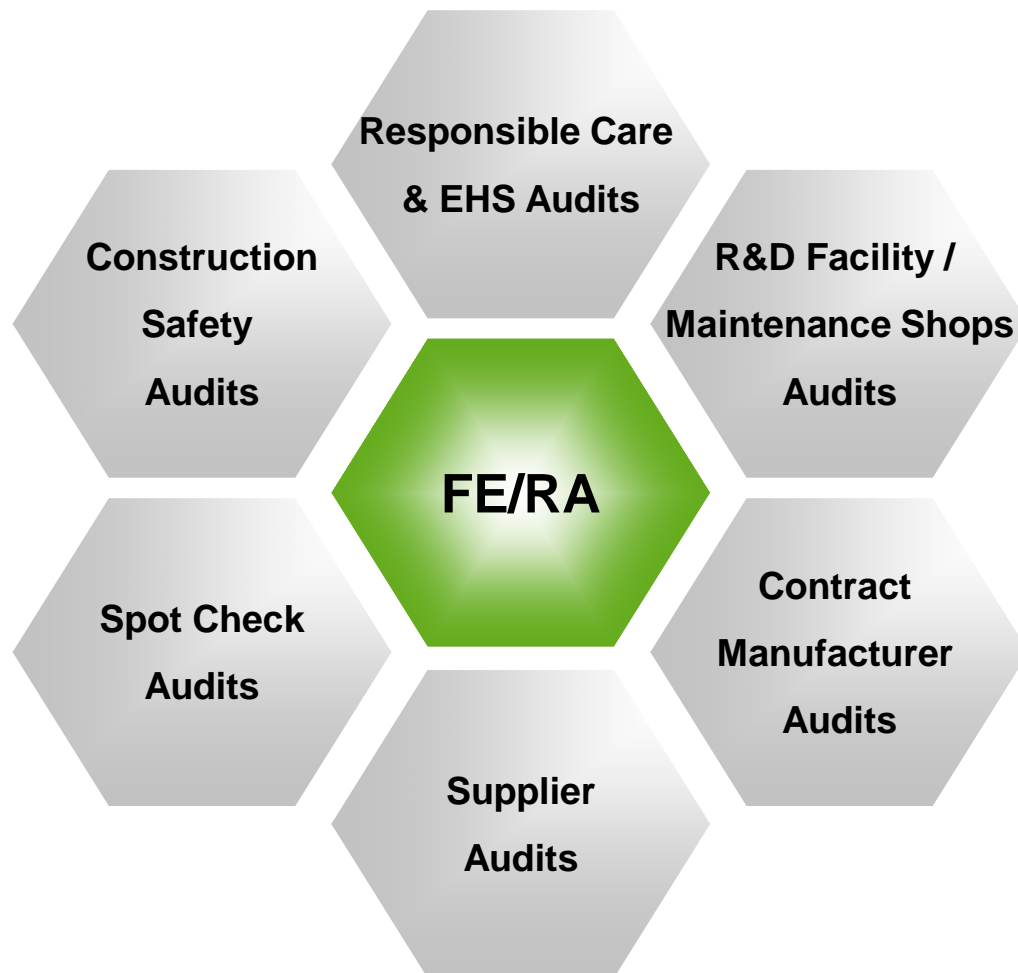 Responsible Care
& EHS Audits
Construction
Safety
Audits
R&D Facility /
Maintenance Shops
Audits
FE/RA
Spot Check
Audits
Contract
Manufacturer
Audits
Supplier
Audits